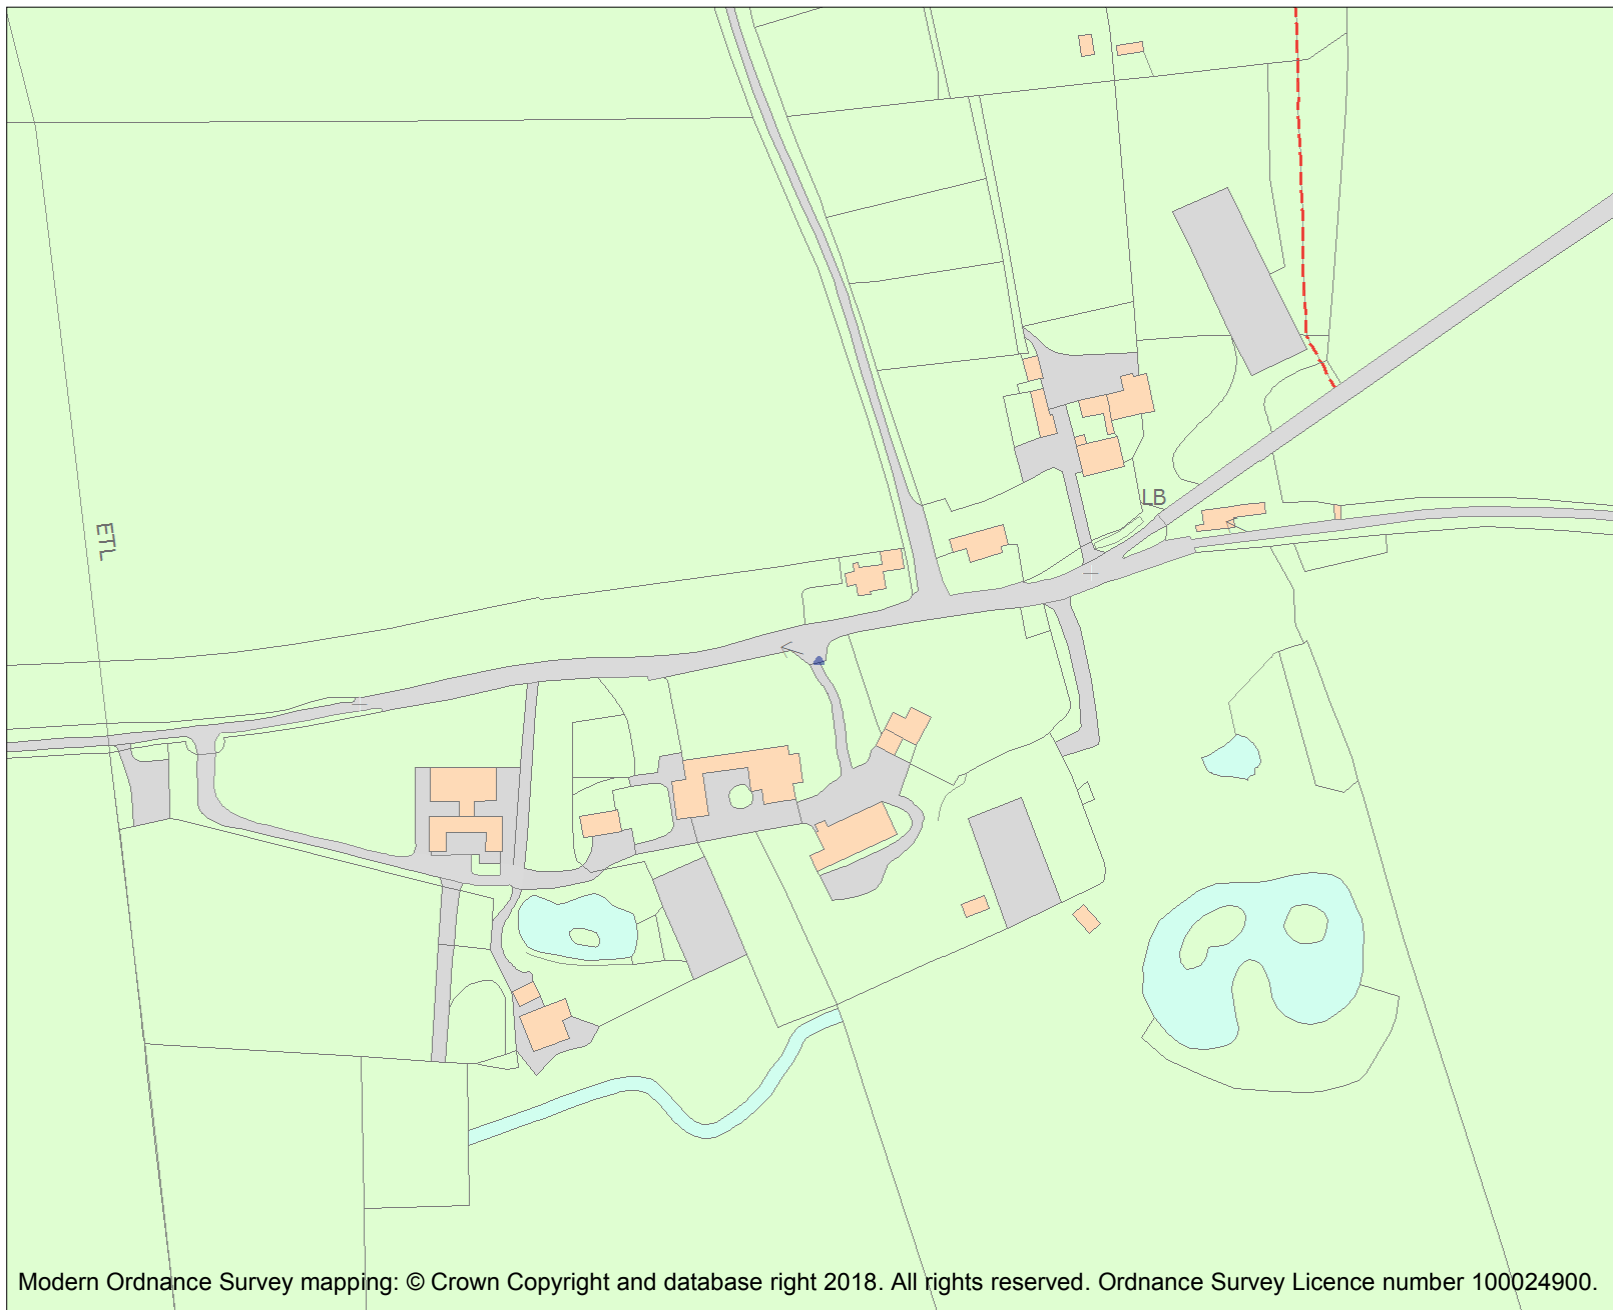 LB
ETL
Modern Ordnance Survey mapping: © Crown Copyright and database right 2018. All rights reserved. Ordnance Survey Licence number 100024900.